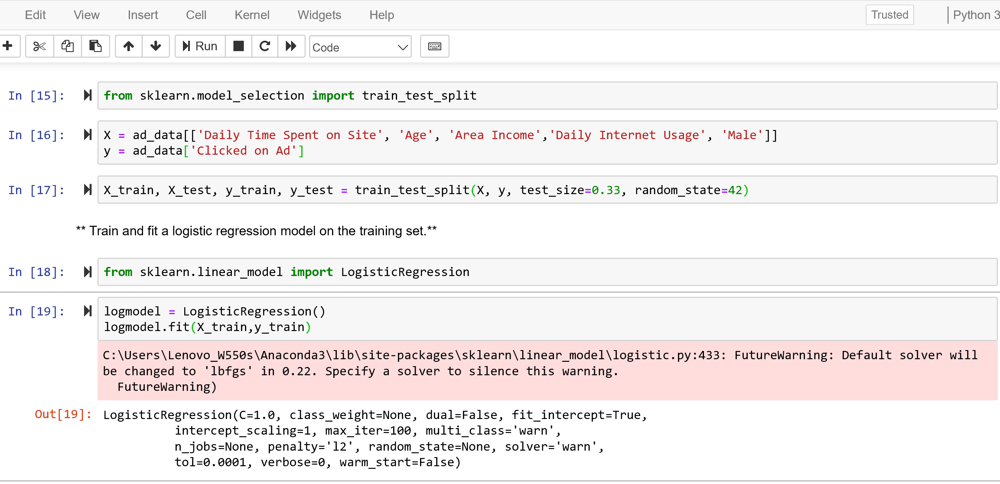 Edit View Insert Cell Kernel Widgets Help Trusted Python 3
Run Code
In [15]: from sklearn.model_selection import train_test_split
In [16]: X = ad_data[['Daily Time Spent on Site', 'Age', 'Area Income','Daily Internet Usage', 'Male']]
y = ad_data['Clicked on Ad']
In [17]: X_train, X_test, y_train, y_test = train_test_split(X, y, test_size=0.33, random_state=42)
** Train and fit a logistic regression model on the training set.**
In [18]: from sklearn.linear_model import LogisticRegression
In [19]: logmodel = LogisticRegression()
logmodel.fit(X_train,y_train)
C:\Users\Lenovo_W550s\Anaconda3\lib\site-packages\sklearn\linear_model\logistic.py:433: FutureWarning: Default solver will
be changed to 'lbfgs' in 0.22. Specify a solver to silence this warning.
FutureWarning)
Out[19]: LogisticRegression(C=1.0, class_weight=None, dual=False, fit_intercept=True,
intercept_scaling=1, max_iter=100, multi_class='warn',
n_jobs=None, penalty='l2', random_state=None, solver='warn',
tol=0.0001, verbose=0, warm_start=False)